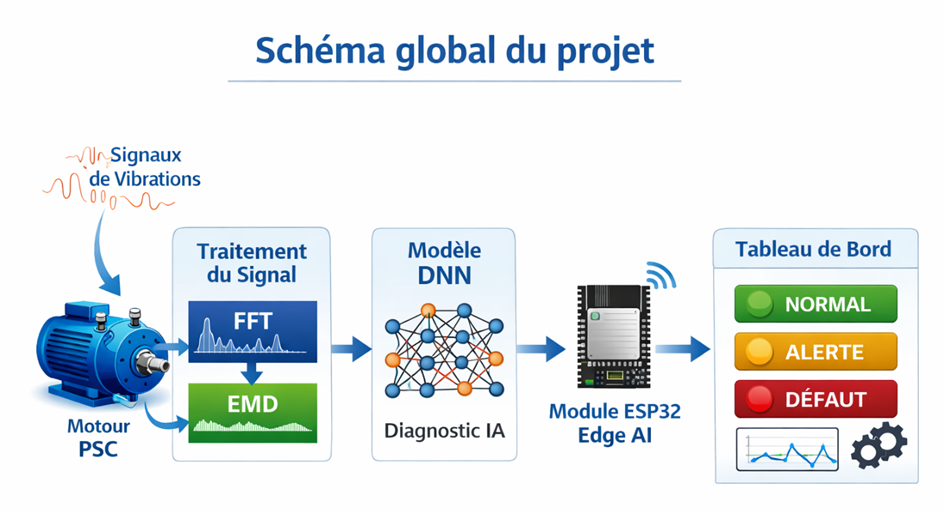 Schéma global du projet
Signaux
de Vibrations
Motour
PSC
Traitement
du Signal
FFT
EMD
Modèle
DNN
Diagnostic IA
Module ESP32
Edge AI
Tableau de Bord
NORMAL
ALERTE
DÉFAUT